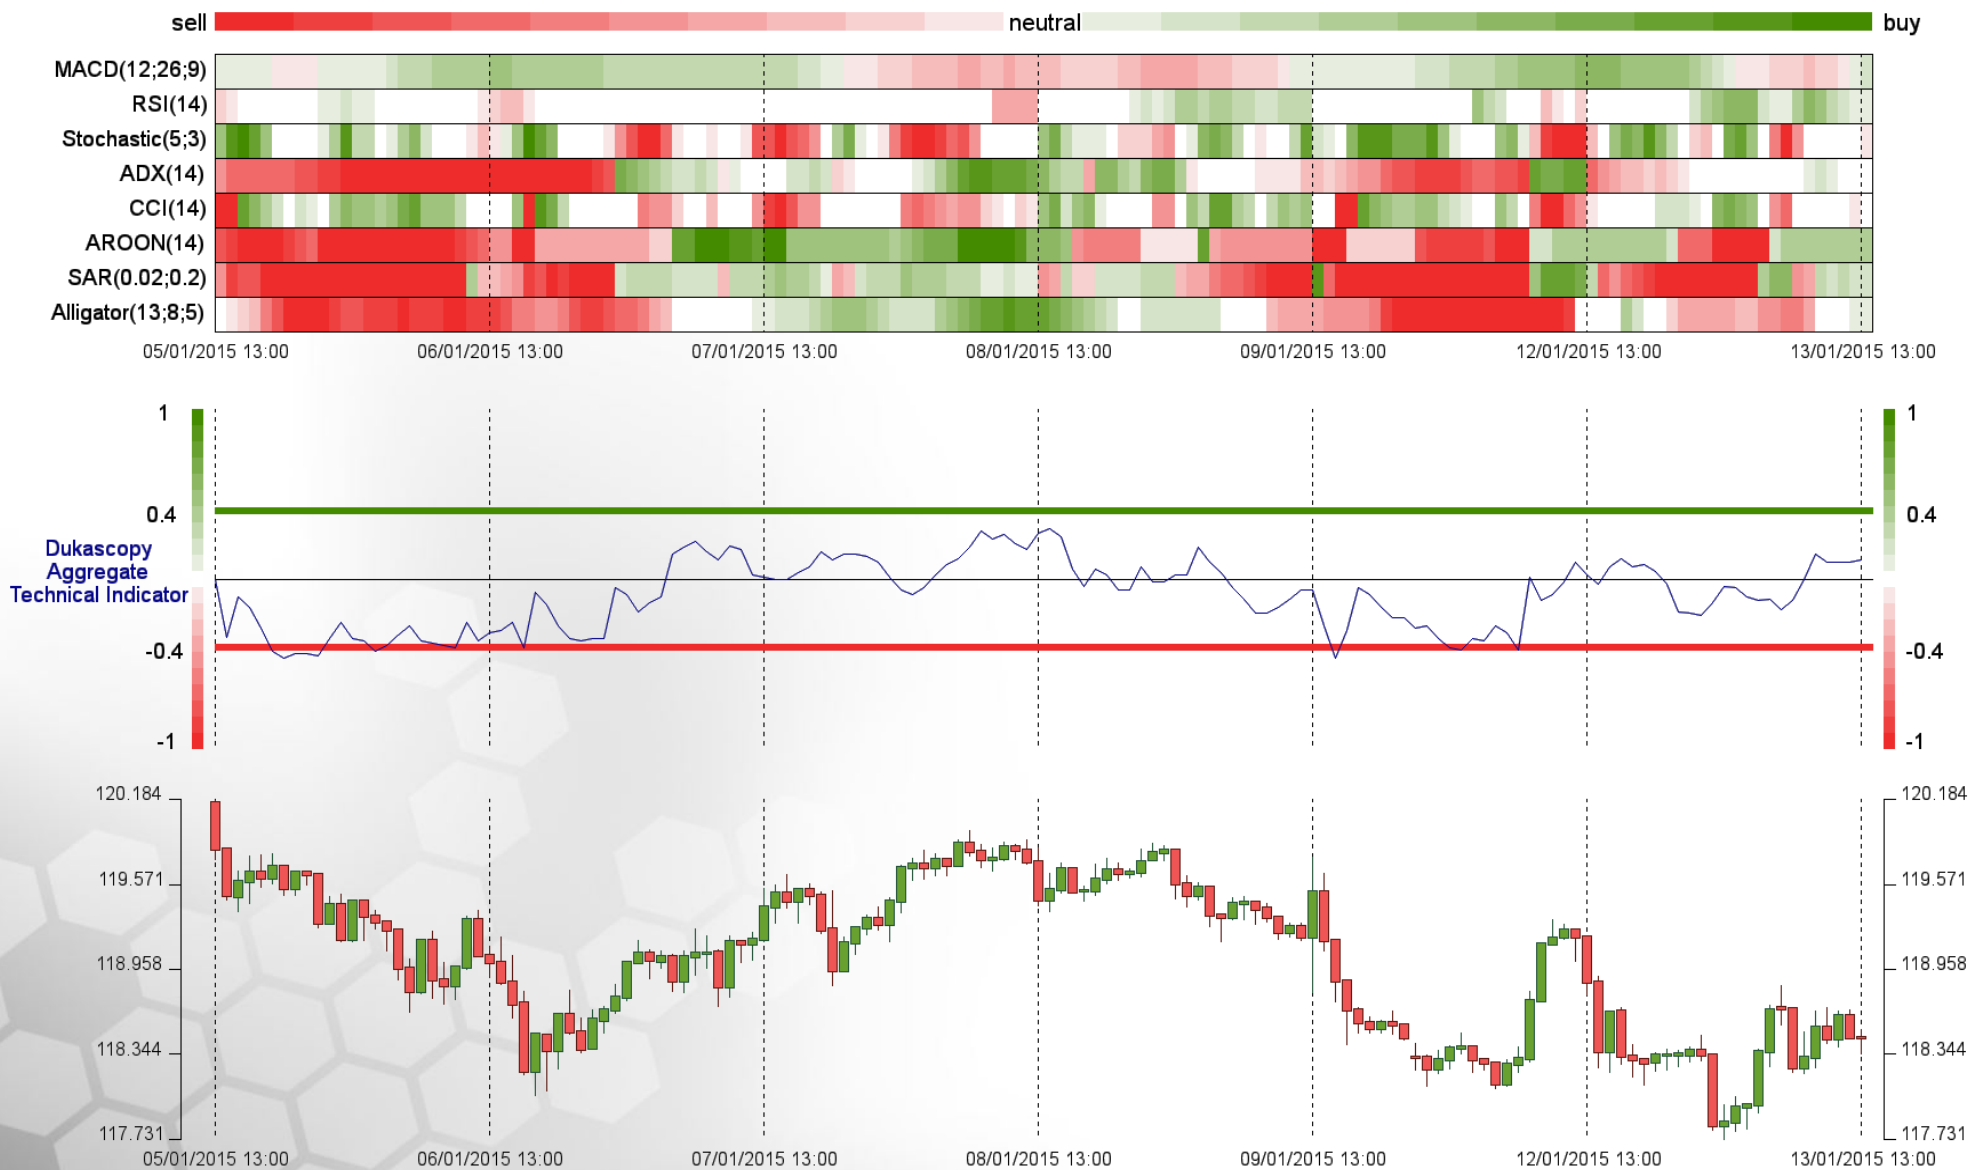 sell neutral buy
MACD(12;26;9)
RSI(14)
Stochastic(5;3)
ADX(14)
CCI(14)
AROON(14)
SAR(0.02;0.2)
Alligator(13;8;5)
05/01/2015 13:00 06/01/2015 13:00 07/01/2015 13:00 08/01/2015 13:00 09/01/2015 13:00 12/01/2015 13:00 13/01/2015 13:00
1 1
0.4 0.4
Dukascopy
Aggregate
Technical Indicator
-0.4 -0.4
-1 -1
120.184 120.184
119.571 119.571
118.958 118.958
118.344 118.344
117.731 117.731
05/01/2015 13:00 06/01/2015 13:00 07/01/2015 13:00 08/01/2015 13:00 09/01/2015 13:00 12/01/2015 13:00 13/01/2015 13:00